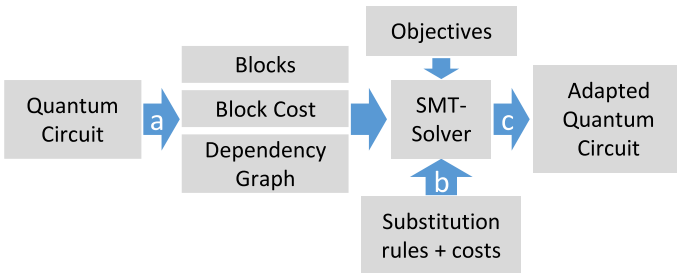 Quantum
Circuit
a
Blocks
Block Cost
Dependency
Graph
Objectives
SMT-
Solver
b
Substitution
rules + costs
c
Adapted
Quantum
Circuit